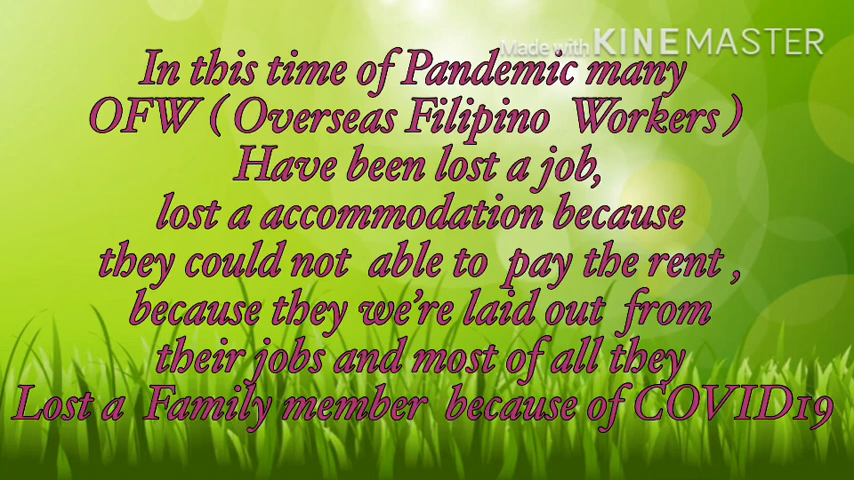 Made with KINEMASTER
In this time of Pandemic many
OFW ( Overseas Filipino Workers )
Have been lost a job,
lost a accommodation because
they could not able to pay the rent ,
because they we're laid out from
their jobs and most of all they
Lost a Family member because of COVID19